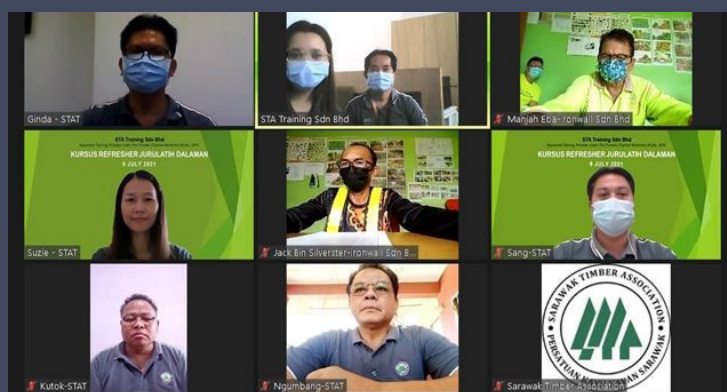 Ginda - STAT
STA Training Sdn Bhd
Manjah Eba-Ironwall Sdn Bhd
STA Training Sdn Bhd
KURSUS REFRESHER JURULATIH DALAMAN
9 JULY 2021
Suzie - STAT
Jack Bin Silverster-Ironwall Sdn B...
STA Training Sdn Bhd
KURSUS REFRESHER JURULATIH DALAMAN
9 JULY 2021
Sang-STAT
Kutok-STAT
Ngumbang-STAT
SARAWAK TIMBER ASSOCIATION
PERSATUAN KAYU KAYAN SARAWAK
Sarawak Timber Association